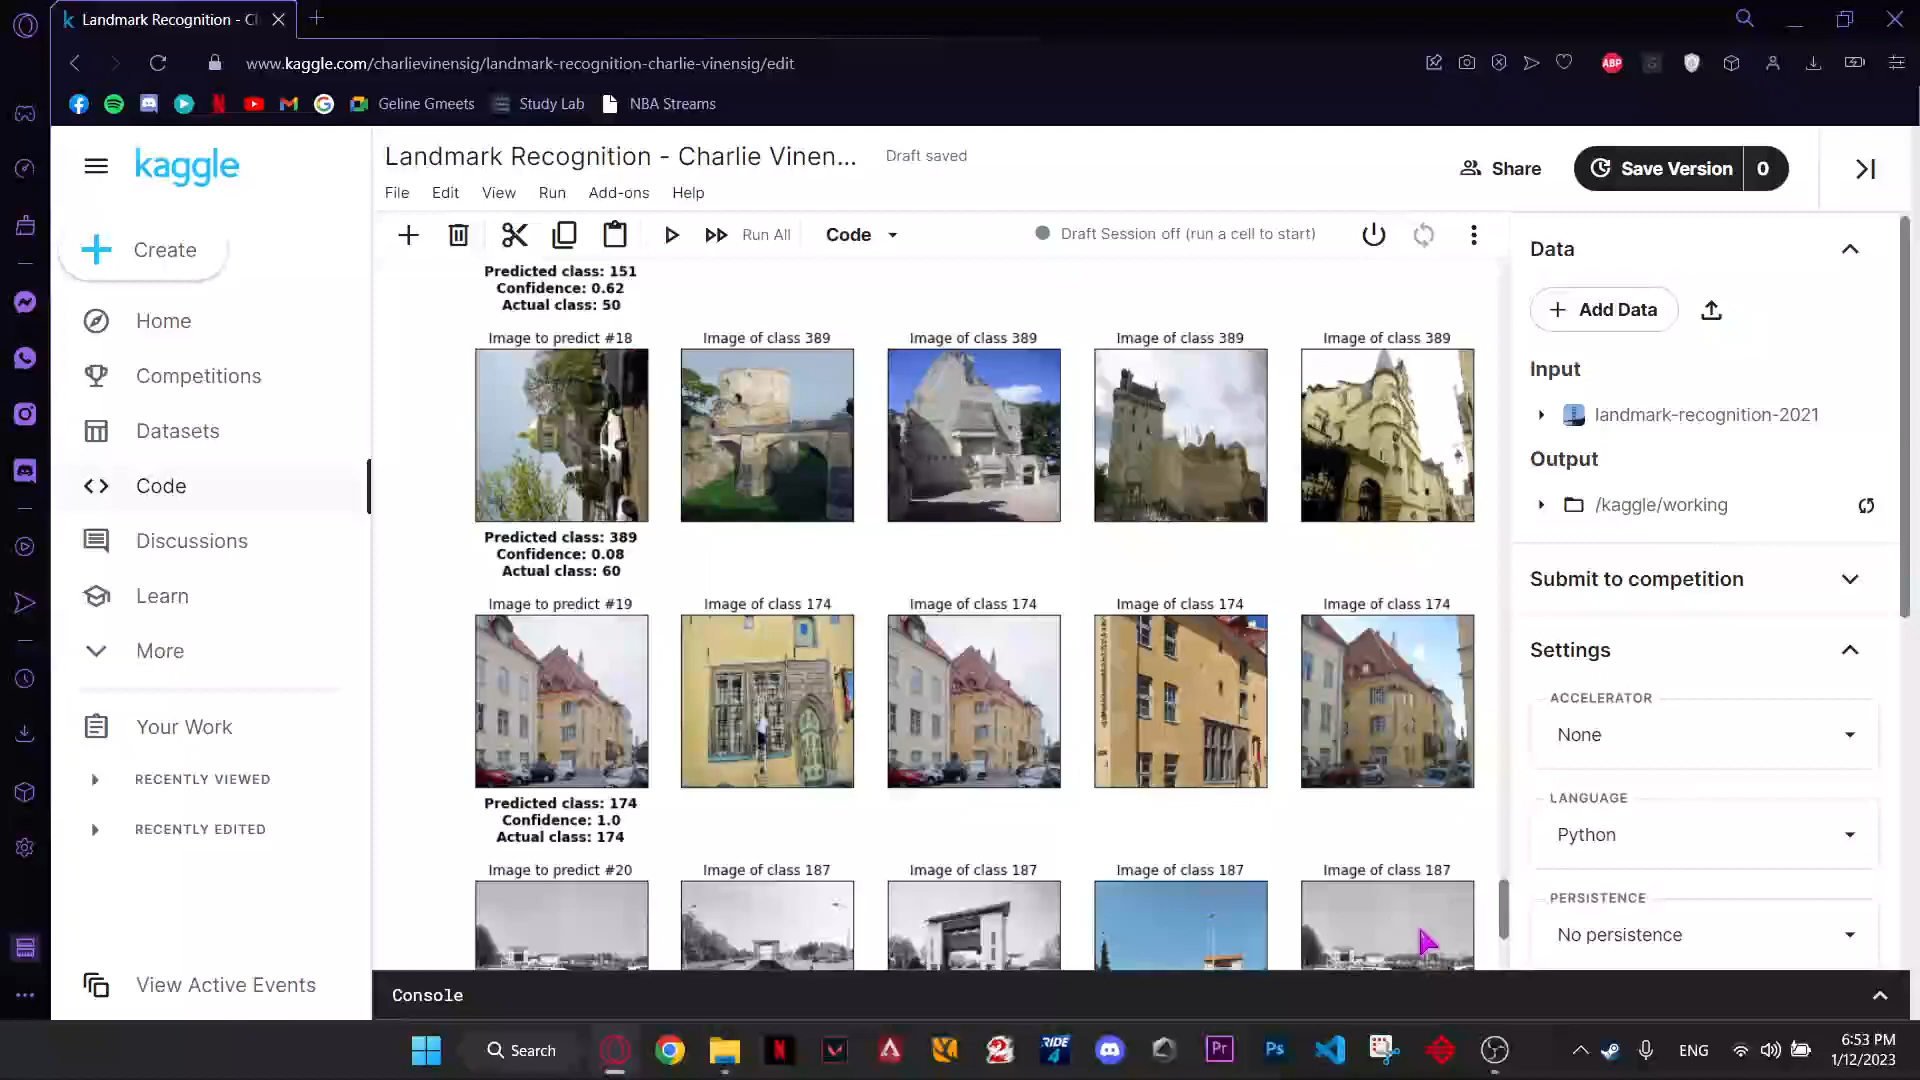 Landmark Recognition - Cl
www.kaggle.com/charlievinensig/landmark-recognition-charlie-vinensig/edit
ABP
Geline Gmeets
Study Lab
NBA Streams
kaggle
Create
Home
Competitions
Datasets
Code
Discussions
Learn
More
Your Work
RECENTLY VIEWED
RECENTLY EDITED
View Active Events
Landmark Recognition - Charlie Vinen...
Draft saved
File Edit View Run Add-ons Help
Share
Save Version 0
Run All
Code
Draft Session off (run a cell to start)
Predicted class: 151
Confidence: 0.62
Actual class: 50
Image to predict #18 Image of class 389 Image of class 389 Image of class 389 Image of class 389
Predicted class: 389
Confidence: 0.08
Actual class: 60
Image to predict #19 Image of class 174 Image of class 174 Image of class 174 Image of class 174
Predicted class: 174
Confidence: 1.0
Actual class: 174
Image to predict #20 Image of class 187 Image of class 187 Image of class 187 Image of class 187
Data
Add Data
Input
landmark-recognition-2021
Output
/kaggle/working
Submit to competition
Settings
ACCELERATOR
None
LANGUAGE
Python
PERSISTENCE
No persistence
Console
Search
RIDE
4
Pr
Ps
ENG
6:53 PM
1/12/2023